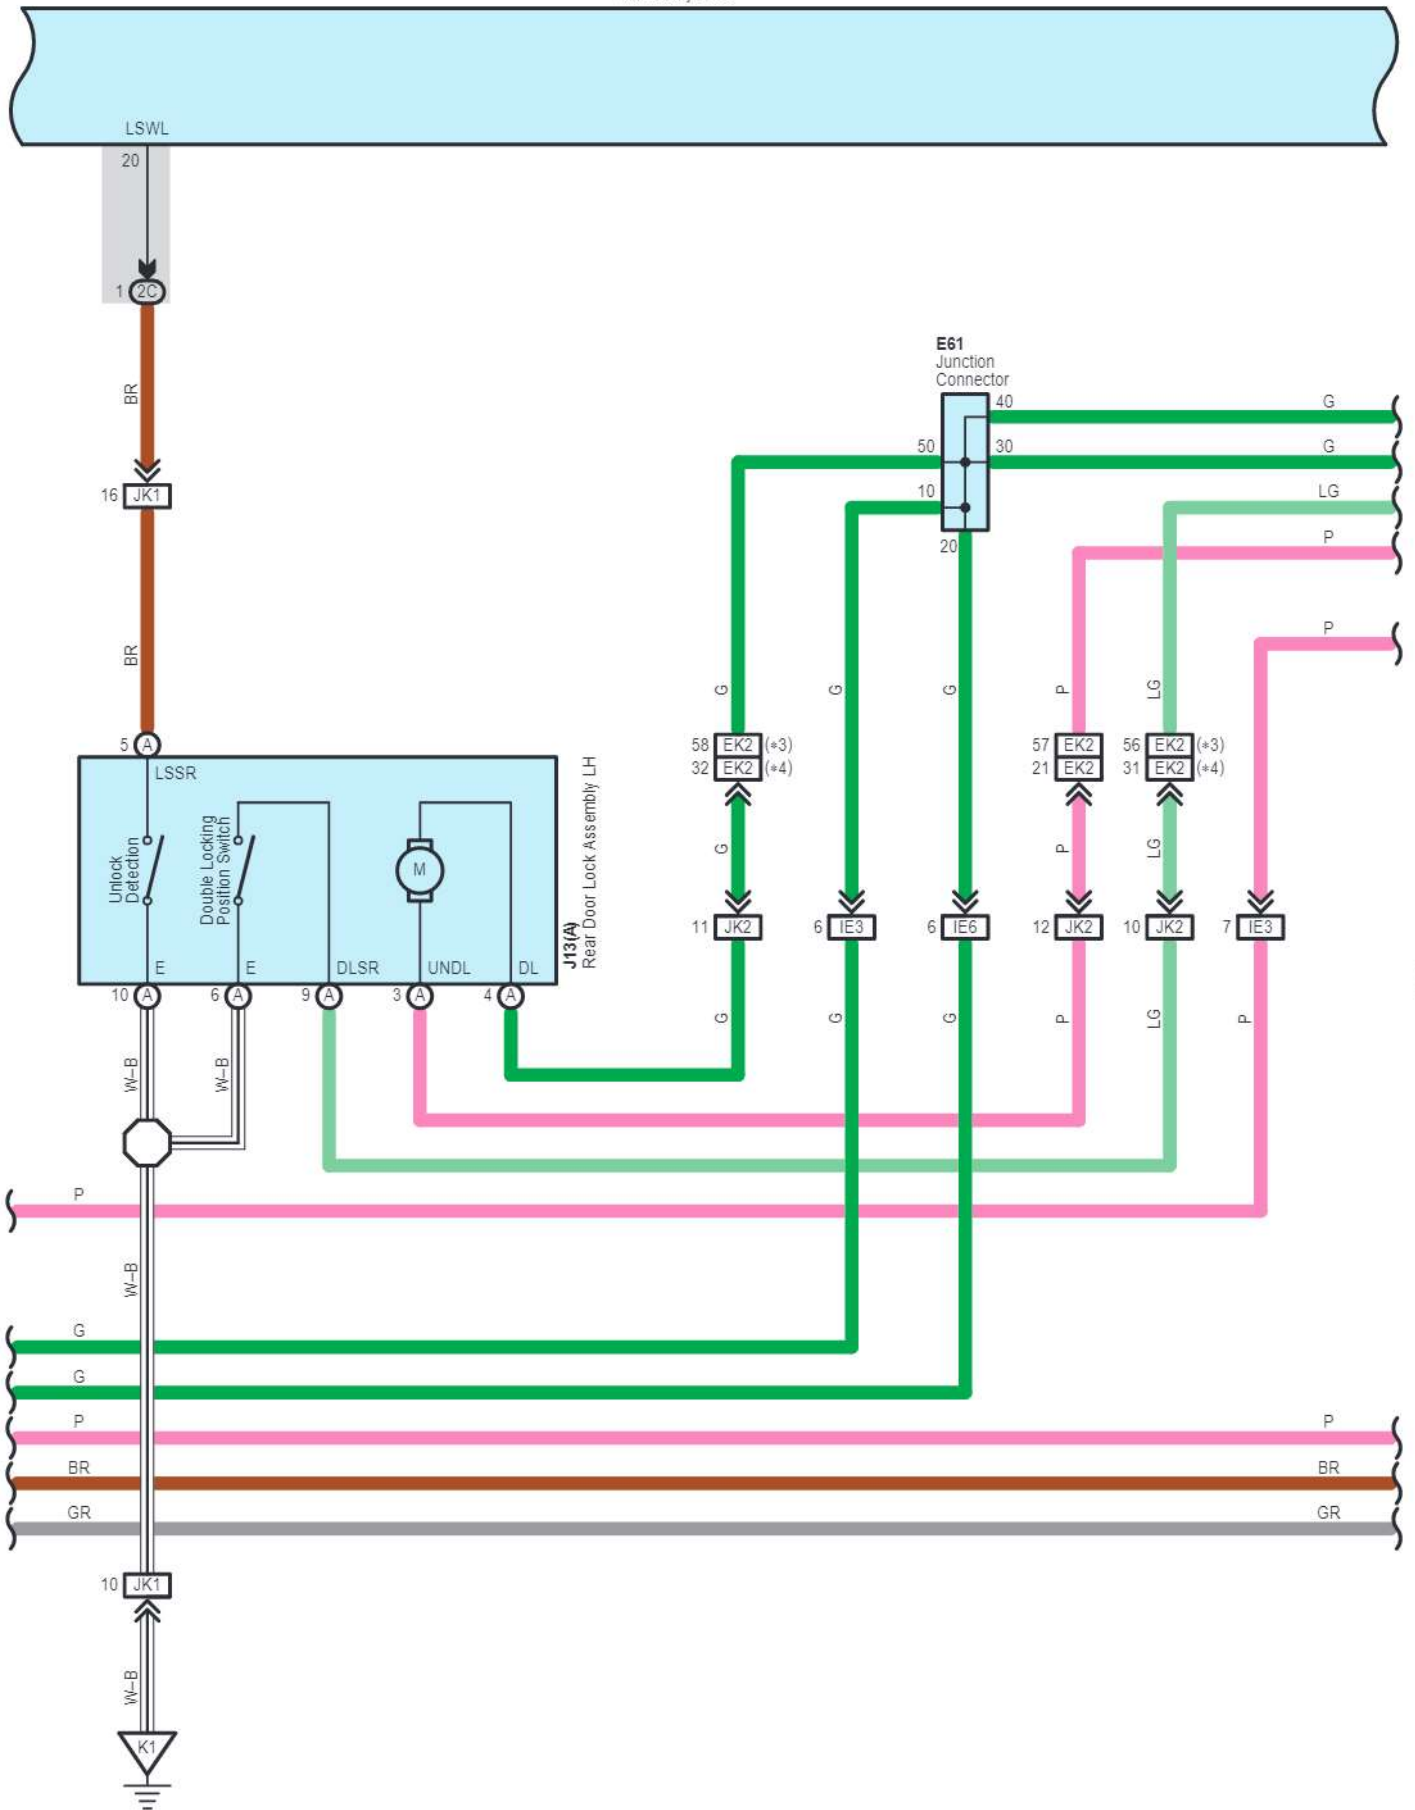 LSWL
20
1 2C
BR
E61
Junction
Connector
40 G
50 30 G
10 LG
20 P
16 JK1
BR
P
G G G P LG
5 A
58 EK2 (*3) 57 EK2 56 EK2 (*3)
32 EK2 (*4) 21 EK2 31 EK2 (*4)
LSSR
Unlock
Detection
Double Locking
Position Switch
M
J13(A)
Rear Door Lock Assembly LH
G P LG
11 JK2 6 IE3 6 IE6 12 JK2 10 JK2 7 IE3
E E DLSR UNDL DL
10 A 6 A 9 A 3 A 4 A
G G G P LG P
W–B W–B
P
W–B
G
G
P P
BR BR
GR GR
10 JK1
W–B
K1